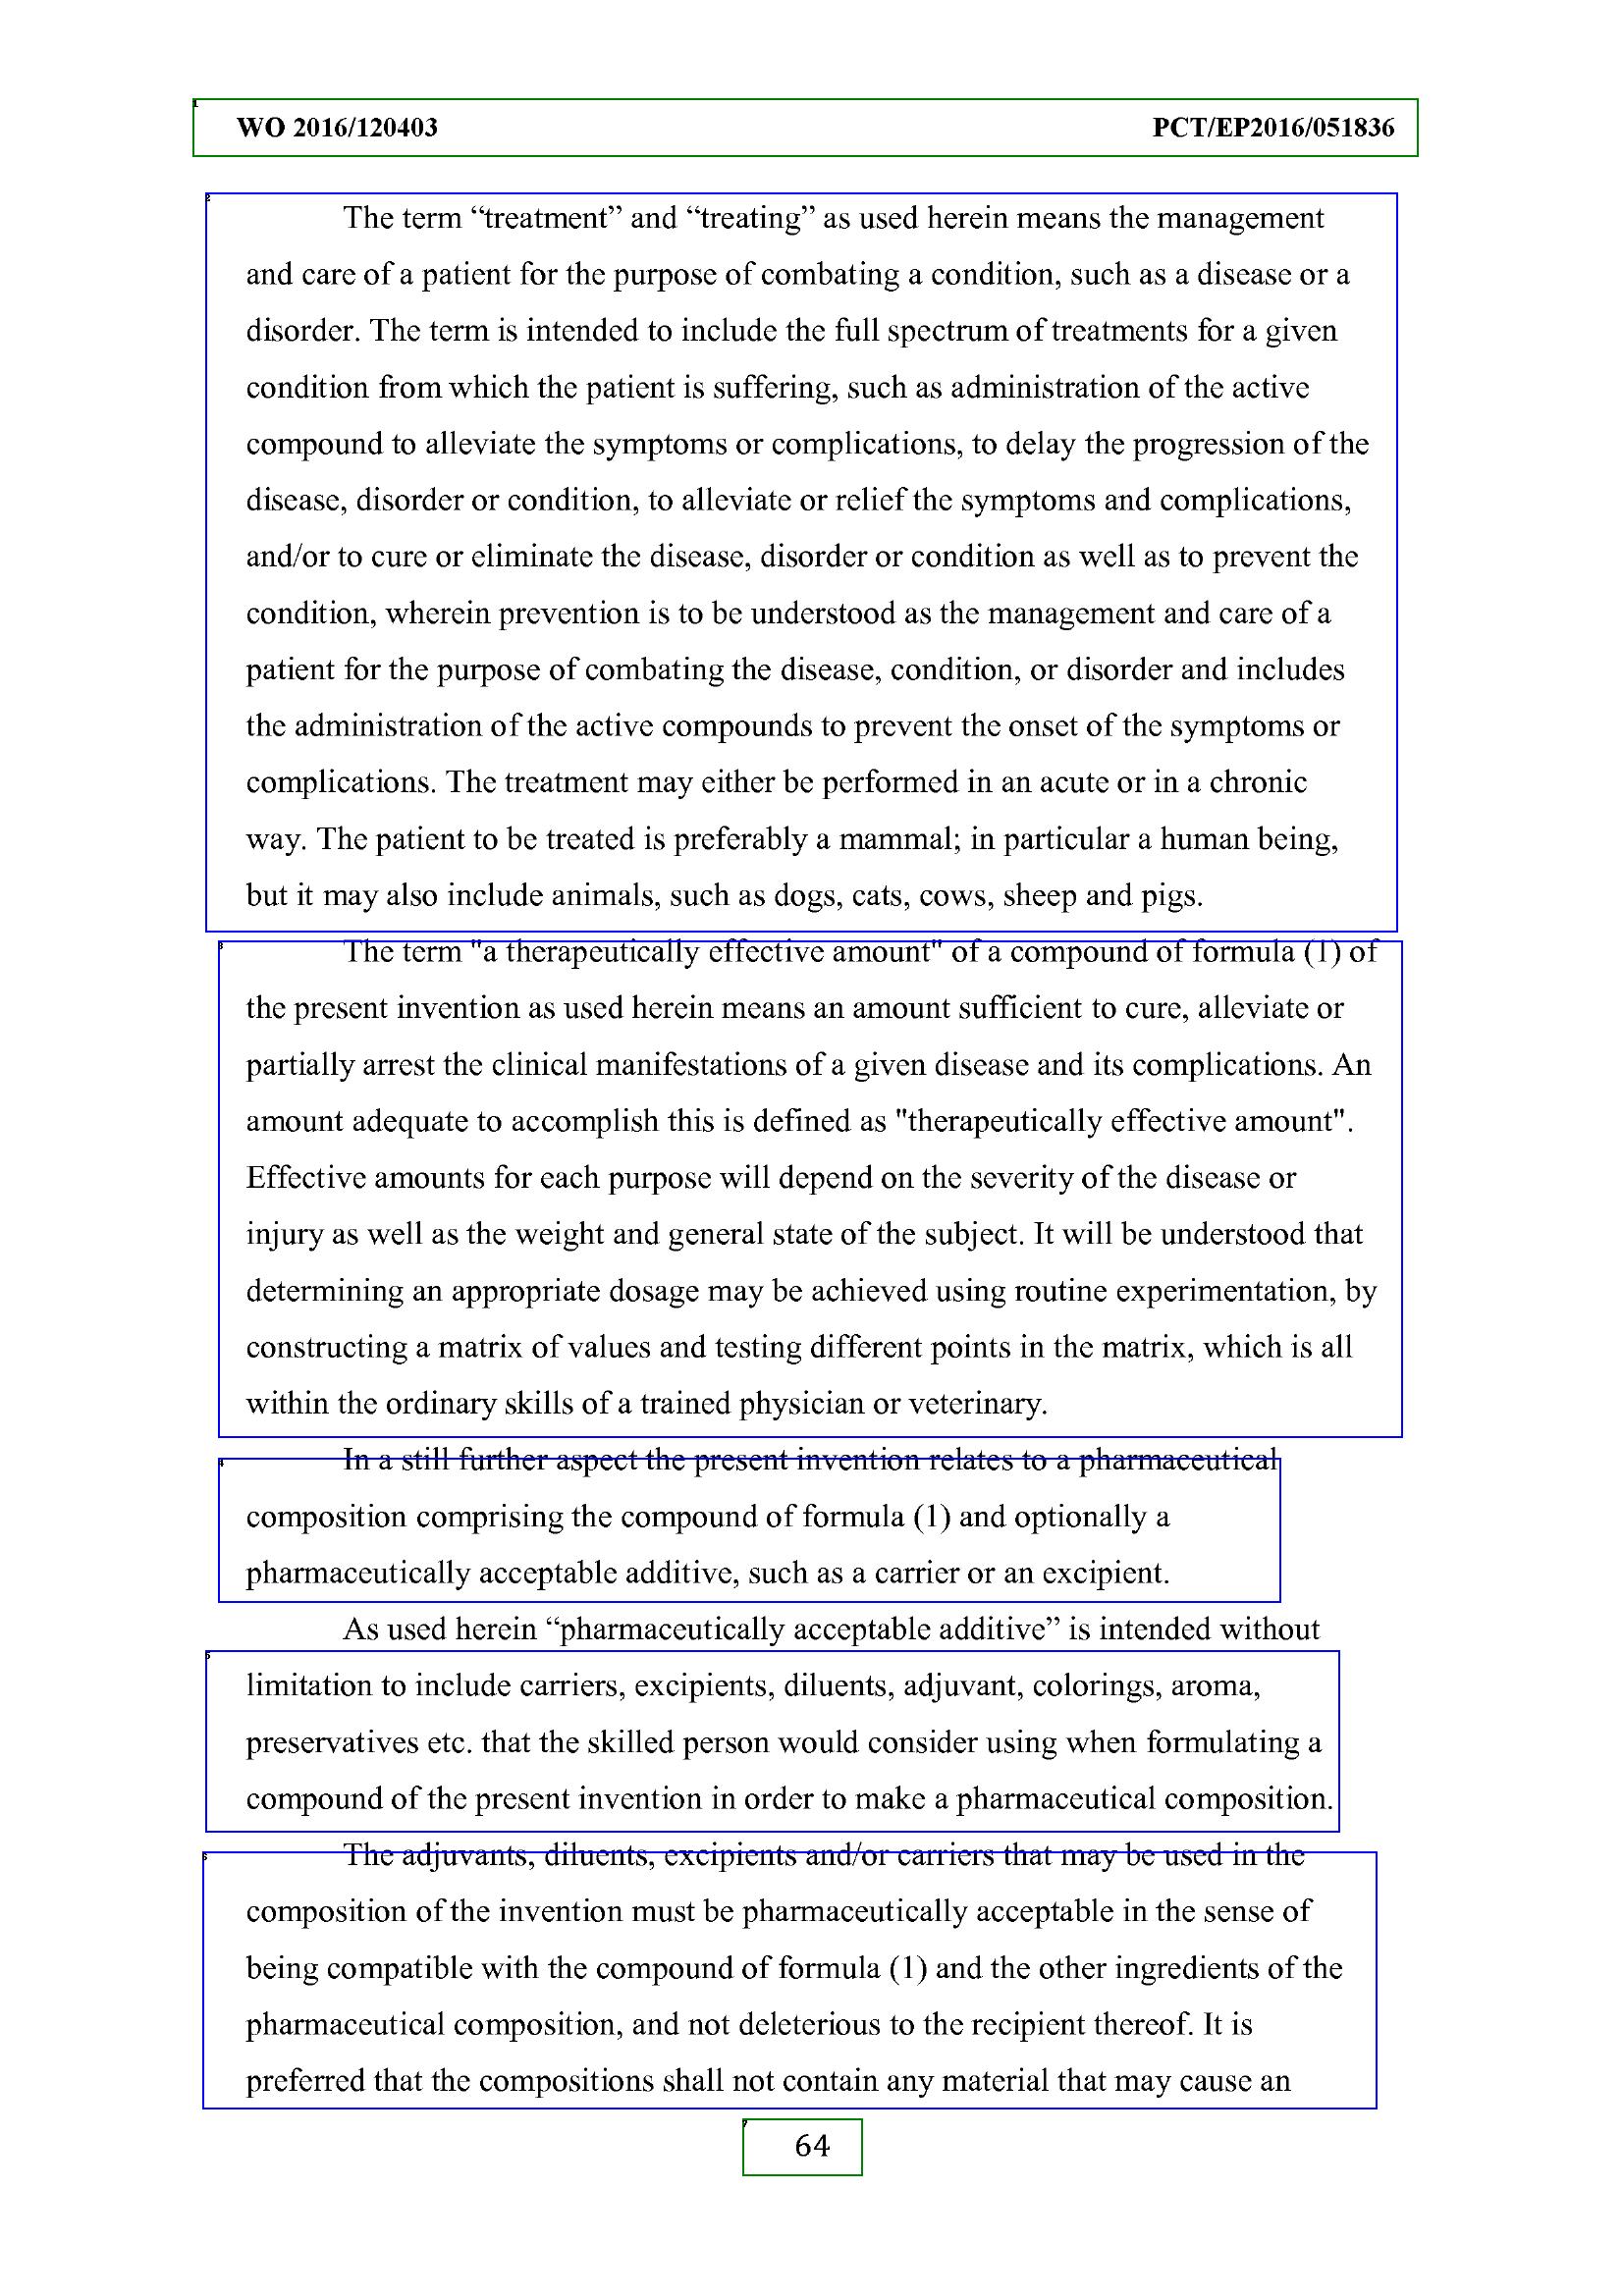 WO 2016/120403 PCT/EP2016/051836
The term “treatment” and “treating” as used herein means the management
and care of a patient for the purpose of combating a condition, such as a disease or a
disorder. The term is intended to include the full spectrum of treatments for a given
condition from which the patient is suffering, such as administration of the active
compound to alleviate the symptoms or complications, to delay the progression of the
disease, disorder or condition, to alleviate or relief the symptoms and complications,
and/or to cure or eliminate the disease, disorder or condition as well as to prevent the
condition, wherein prevention is to be understood as the management and care of a
patient for the purpose of combating the disease, condition, or disorder and includes
the administration of the active compounds to prevent the onset of the symptoms or
complications. The treatment may either be performed in an acute or in a chronic
way. The patient to be treated is preferably a mammal; in particular a human being,
but it may also include animals, such as dogs, cats, cows, sheep and pigs.
The term "a therapeutically effective amount" of a compound of formula (1) of
the present invention as used herein means an amount sufficient to cure, alleviate or
partially arrest the clinical manifestations of a given disease and its complications. An
amount adequate to accomplish this is defined as "therapeutically effective amount".
Effective amounts for each purpose will depend on the severity of the disease or
injury as well as the weight and general state of the subject. It will be understood that
determining an appropriate dosage may be achieved using routine experimentation, by
constructing a matrix of values and testing different points in the matrix, which is all
within the ordinary skills of a trained physician or veterinary.
In a still further aspect the present invention relates to a pharmaceutical
composition comprising the compound of formula (1) and optionally a
pharmaceutically acceptable additive, such as a carrier or an excipient.
As used herein “pharmaceutically acceptable additive” is intended without
limitation to include carriers, excipients, diluents, adjuvant, colorings, aroma,
preservatives etc. that the skilled person would consider using when formulating a
compound of the present invention in order to make a pharmaceutical composition.
The adjuvants, diluents, excipients and/or carriers that may be used in the
composition of the invention must be pharmaceutically acceptable in the sense of
being compatible with the compound of formula (1) and the other ingredients of the
pharmaceutical composition, and not deleterious to the recipient thereof. It is
preferred that the compositions shall not contain any material that may cause an
64